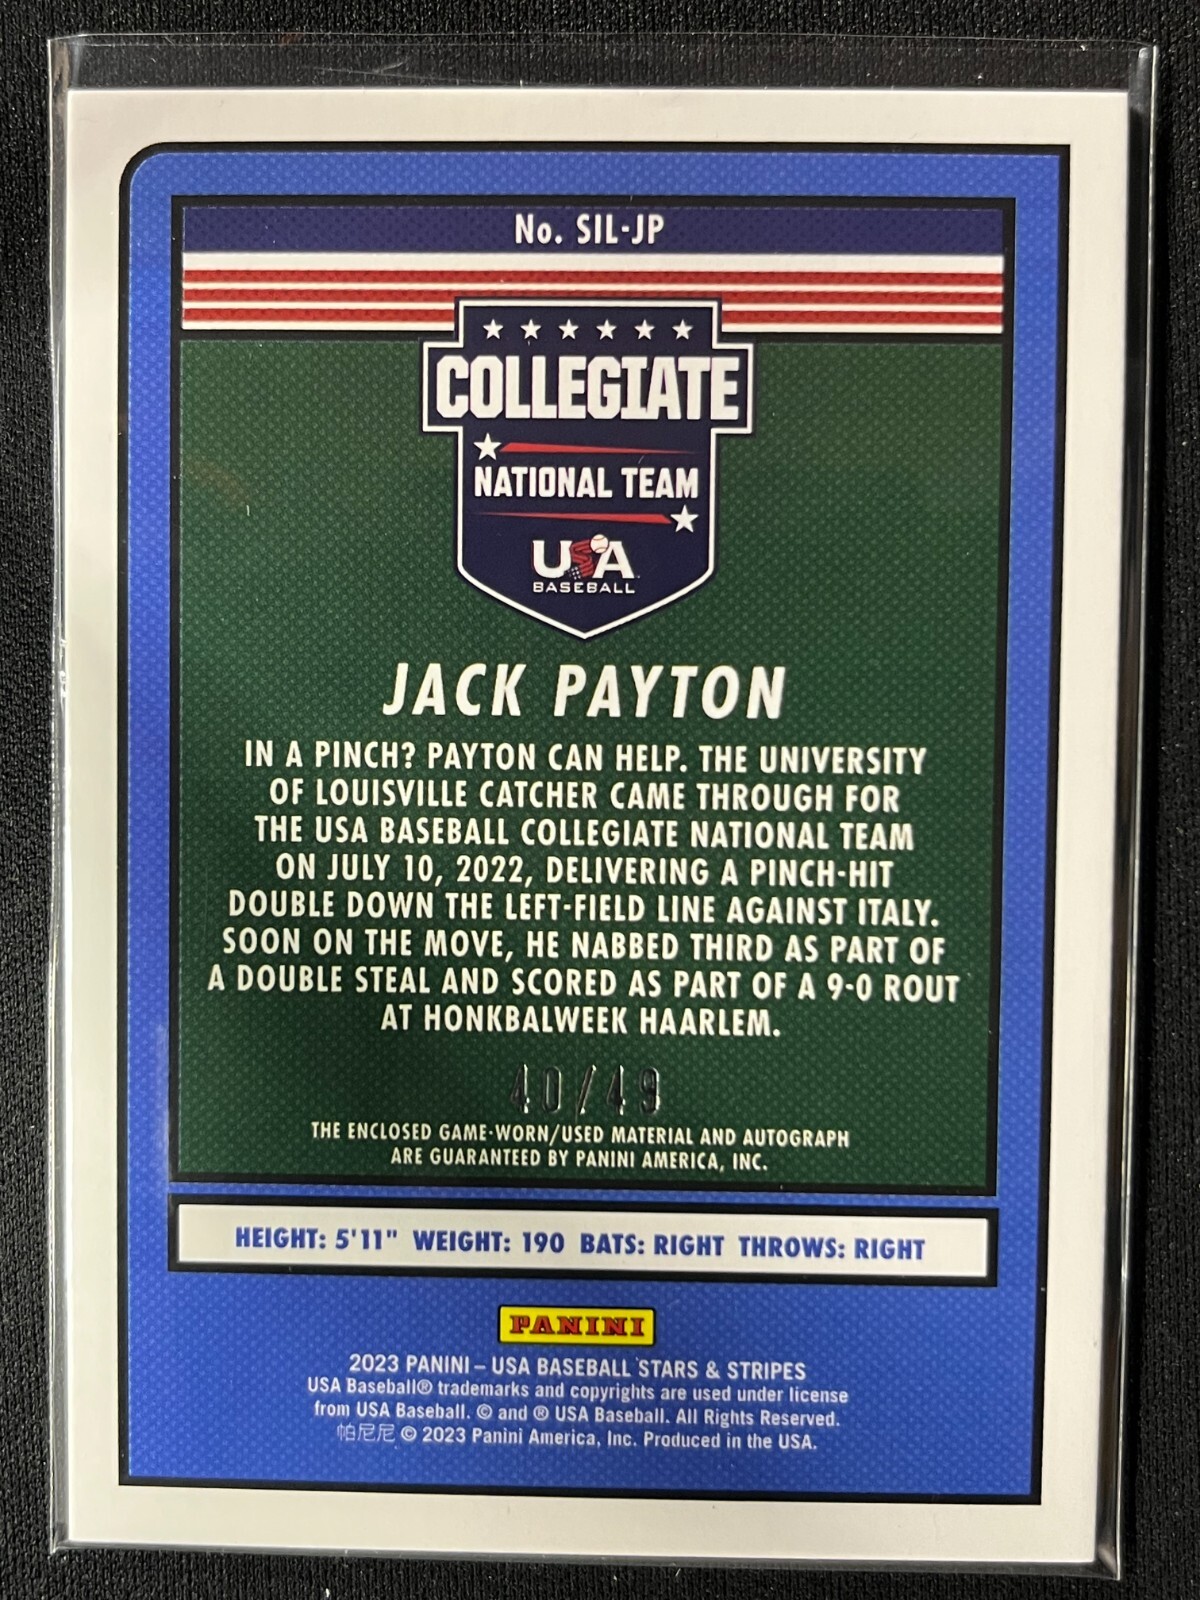 No. SIL-JP
COLLEGIATE
NATIONAL TEAM
USA
BASEBALL
JACK PAYTON
IN A PINCH? PAYTON CAN HELP. THE UNIVERSITY
OF LOUISVILLE CATCHER CAME THROUGH FOR
THE USA BASEBALL COLLEGIATE NATIONAL TEAM
ON JULY 10, 2022, DELIVERING A PINCH-HIT
DOUBLE DOWN THE LEFT-FIELD LINE AGAINST ITALY.
SOON ON THE MOVE, HE NABBED THIRD AS PART OF
A DOUBLE STEAL AND SCORED AS PART OF A 9-0 ROUT
AT HONKBALWEEK HAARLEM.
40/49
THE ENCLOSED GAME-WORN/USED MATERIAL AND AUTOGRAPH
ARE GUARANTEED BY PANINI AMERICA, INC.
HEIGHT: 5'11" WEIGHT: 190 BATS: RIGHT THROWS: RIGHT
PANINI
2023 PANINI – USA BASEBALL STARS & STRIPES
USA Baseball® trademarks and copyrights are used under license
from USA Baseball. © and ® USA Baseball. All Rights Reserved.
帕尼尼 © 2023 Panini America, Inc. Produced in the USA.